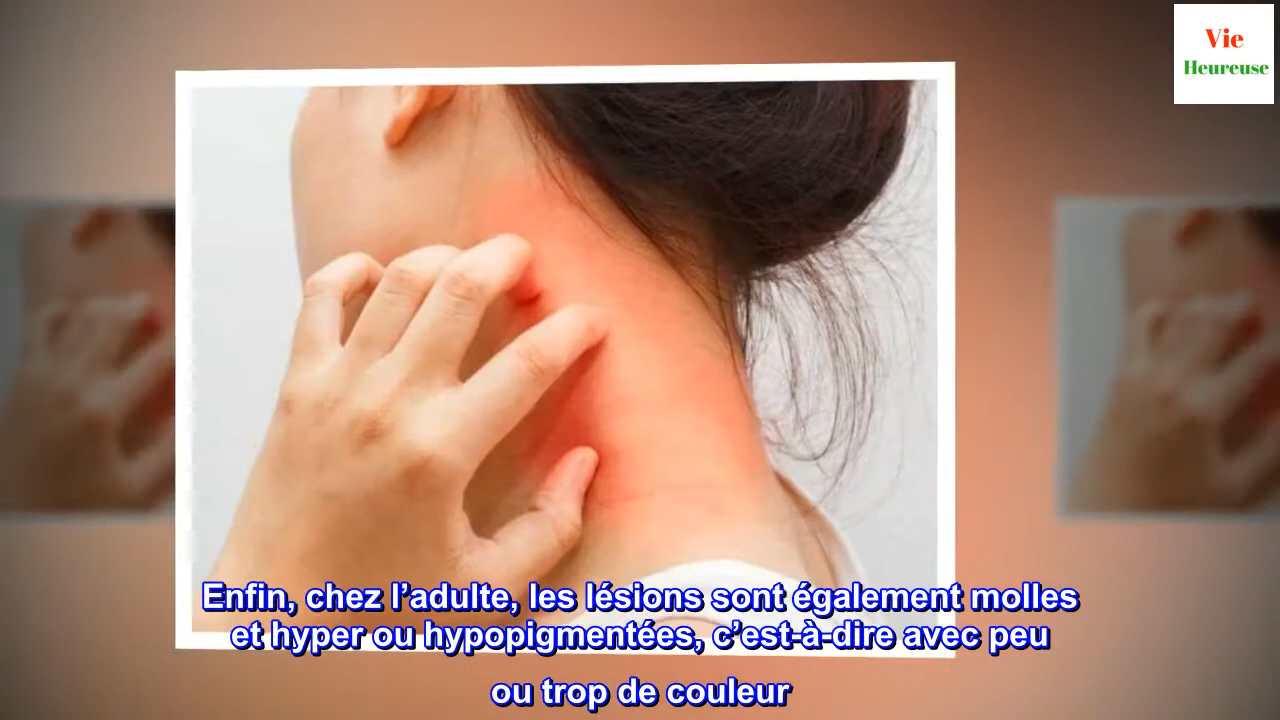 Vie
Heureuse
Enfin, chez l’adulte, les lésions sont également molles
et hyper ou hypopigmentées, c’est-à-dire avec peu
ou trop de couleur